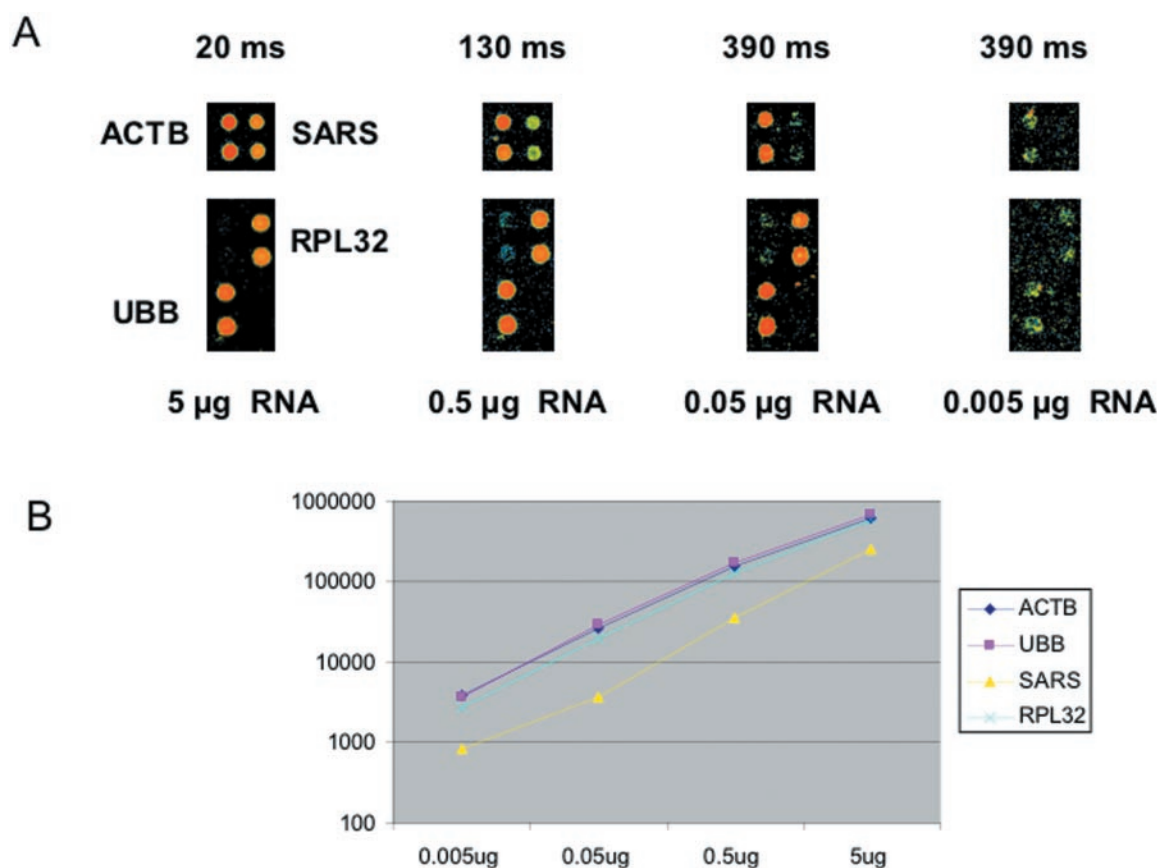 A
20 ms 130 ms 390 ms 390 ms
ACTB SARS
RPL32
UBB
5 µg RNA 0.5 µg RNA 0.05 µg RNA 0.005 µg RNA
B
1000000
100000
10000
1000
100
0.005ug 0.05ug 0.5ug 5ug
ACTB
UBB
SARS
RPL32